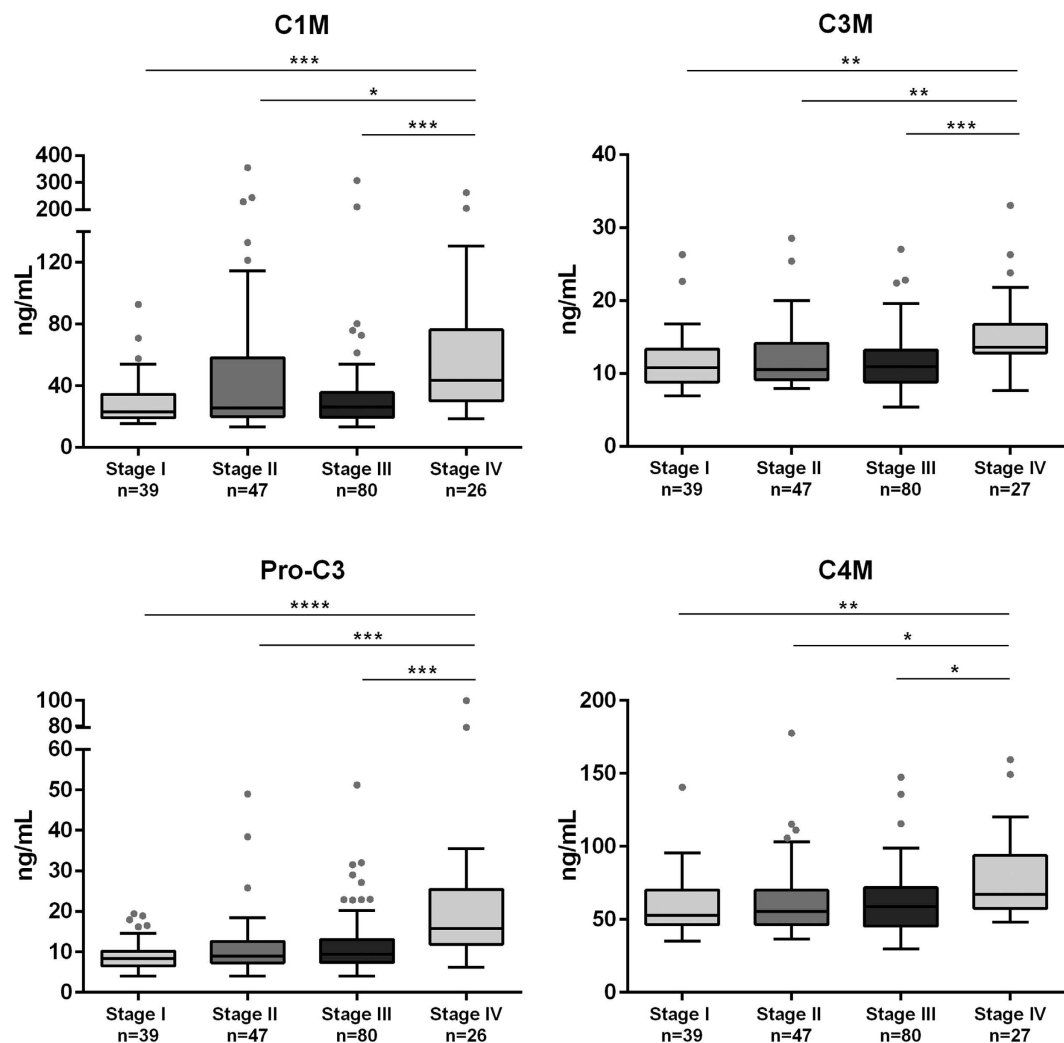 C1M
***
*
***
ng/mL
400
300
200
120
80
40
0
Stage I Stage II Stage III Stage IV
n=39 n=47 n=80 n=26
C3M
**
**
***
ng/mL
40
30
20
10
0
Stage I Stage II Stage III Stage IV
n=39 n=47 n=80 n=27
Pro-C3
****
***
***
ng/mL
100
80
60
50
40
30
20
10
0
Stage I Stage II Stage III Stage IV
n=39 n=47 n=80 n=26
C4M
**
*
*
ng/mL
200
150
100
50
0
Stage I Stage II Stage III Stage IV
n=39 n=47 n=80 n=27